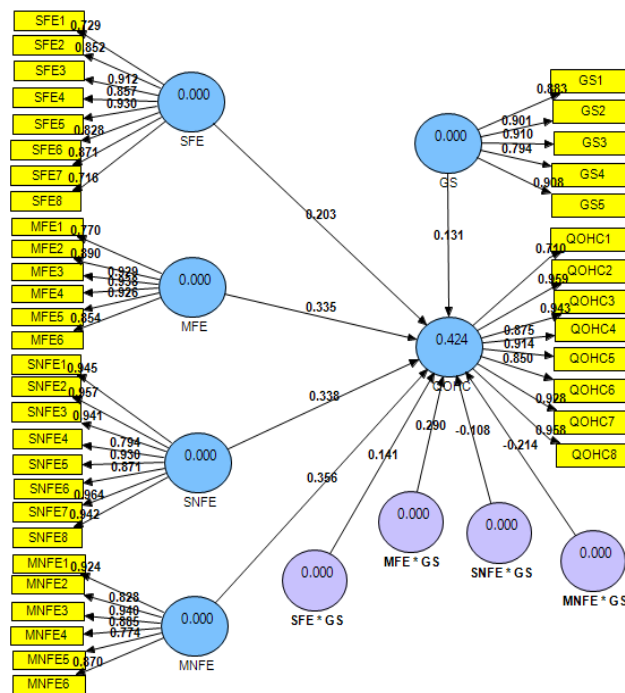 SFE1
0.729
SFE2
0.852
SFE3
0.912
SFE4
0.857
SFE5
0.930
SFE6
0.828
SFE7
0.871
SFE8
0.716
0.000
SFE
MFE1
0.770
MFE2
0.890
MFE3
0.929
0.938
MFE4
0.926
MFE5
0.854
MFE6
0.000
MFE
SNFE1
0.945
SNFE2
0.957
SNFE3
0.941
SNFE4
0.794
0.930
SNFE5
0.871
SNFE6
0.964
SNFE7
0.942
SNFE8
0.000
SNFE
MNFE1
0.924
MNFE2
0.828
MNFE3
0.940
0.885
MNFE4
0.774
MNFE5
0.870
MNFE6
0.000
MNFE
0.203
0.335
0.338
0.356
0.000
GS
0.131
GS1
0.883
GS2
0.901
GS3
0.910
0.794
GS4
0.908
GS5
0.424
QOHC
QOHC1
0.710
QOHC2
0.959
QOHC3
0.943
0.875
QOHC4
0.914
QOHC5
0.850
QOHC6
0.928
QOHC7
0.958
QOHC8
0.141
0.290
-0.108
-0.214
0.000
SFE * GS
0.000
MFE * GS
0.000
SNFE * GS
0.000
MNFE * GS